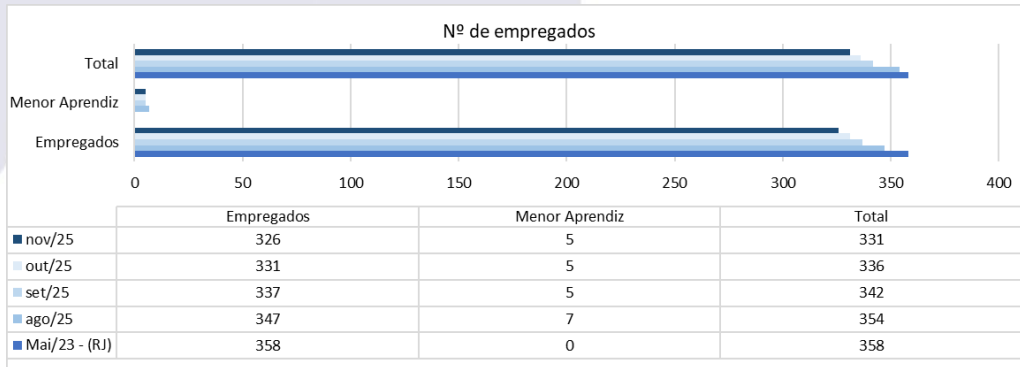 Nº de empregados
Total
Menor Aprendiz
Empregados
0 50 100 150 200 250 300 350 400
Empregados Menor Aprendiz Total
nov/25 326 5 331
out/25 331 5 336
set/25 337 5 342
ago/25 347 7 354
Mai/23 - (RJ) 358 0 358